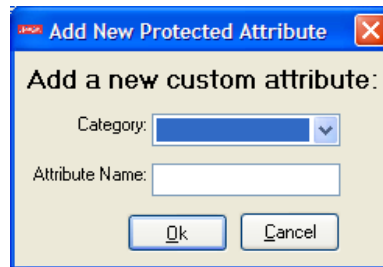 Add New Protected Attribute
Add a new custom attribute:
Category:
Attribute Name:
Ok
Cancel